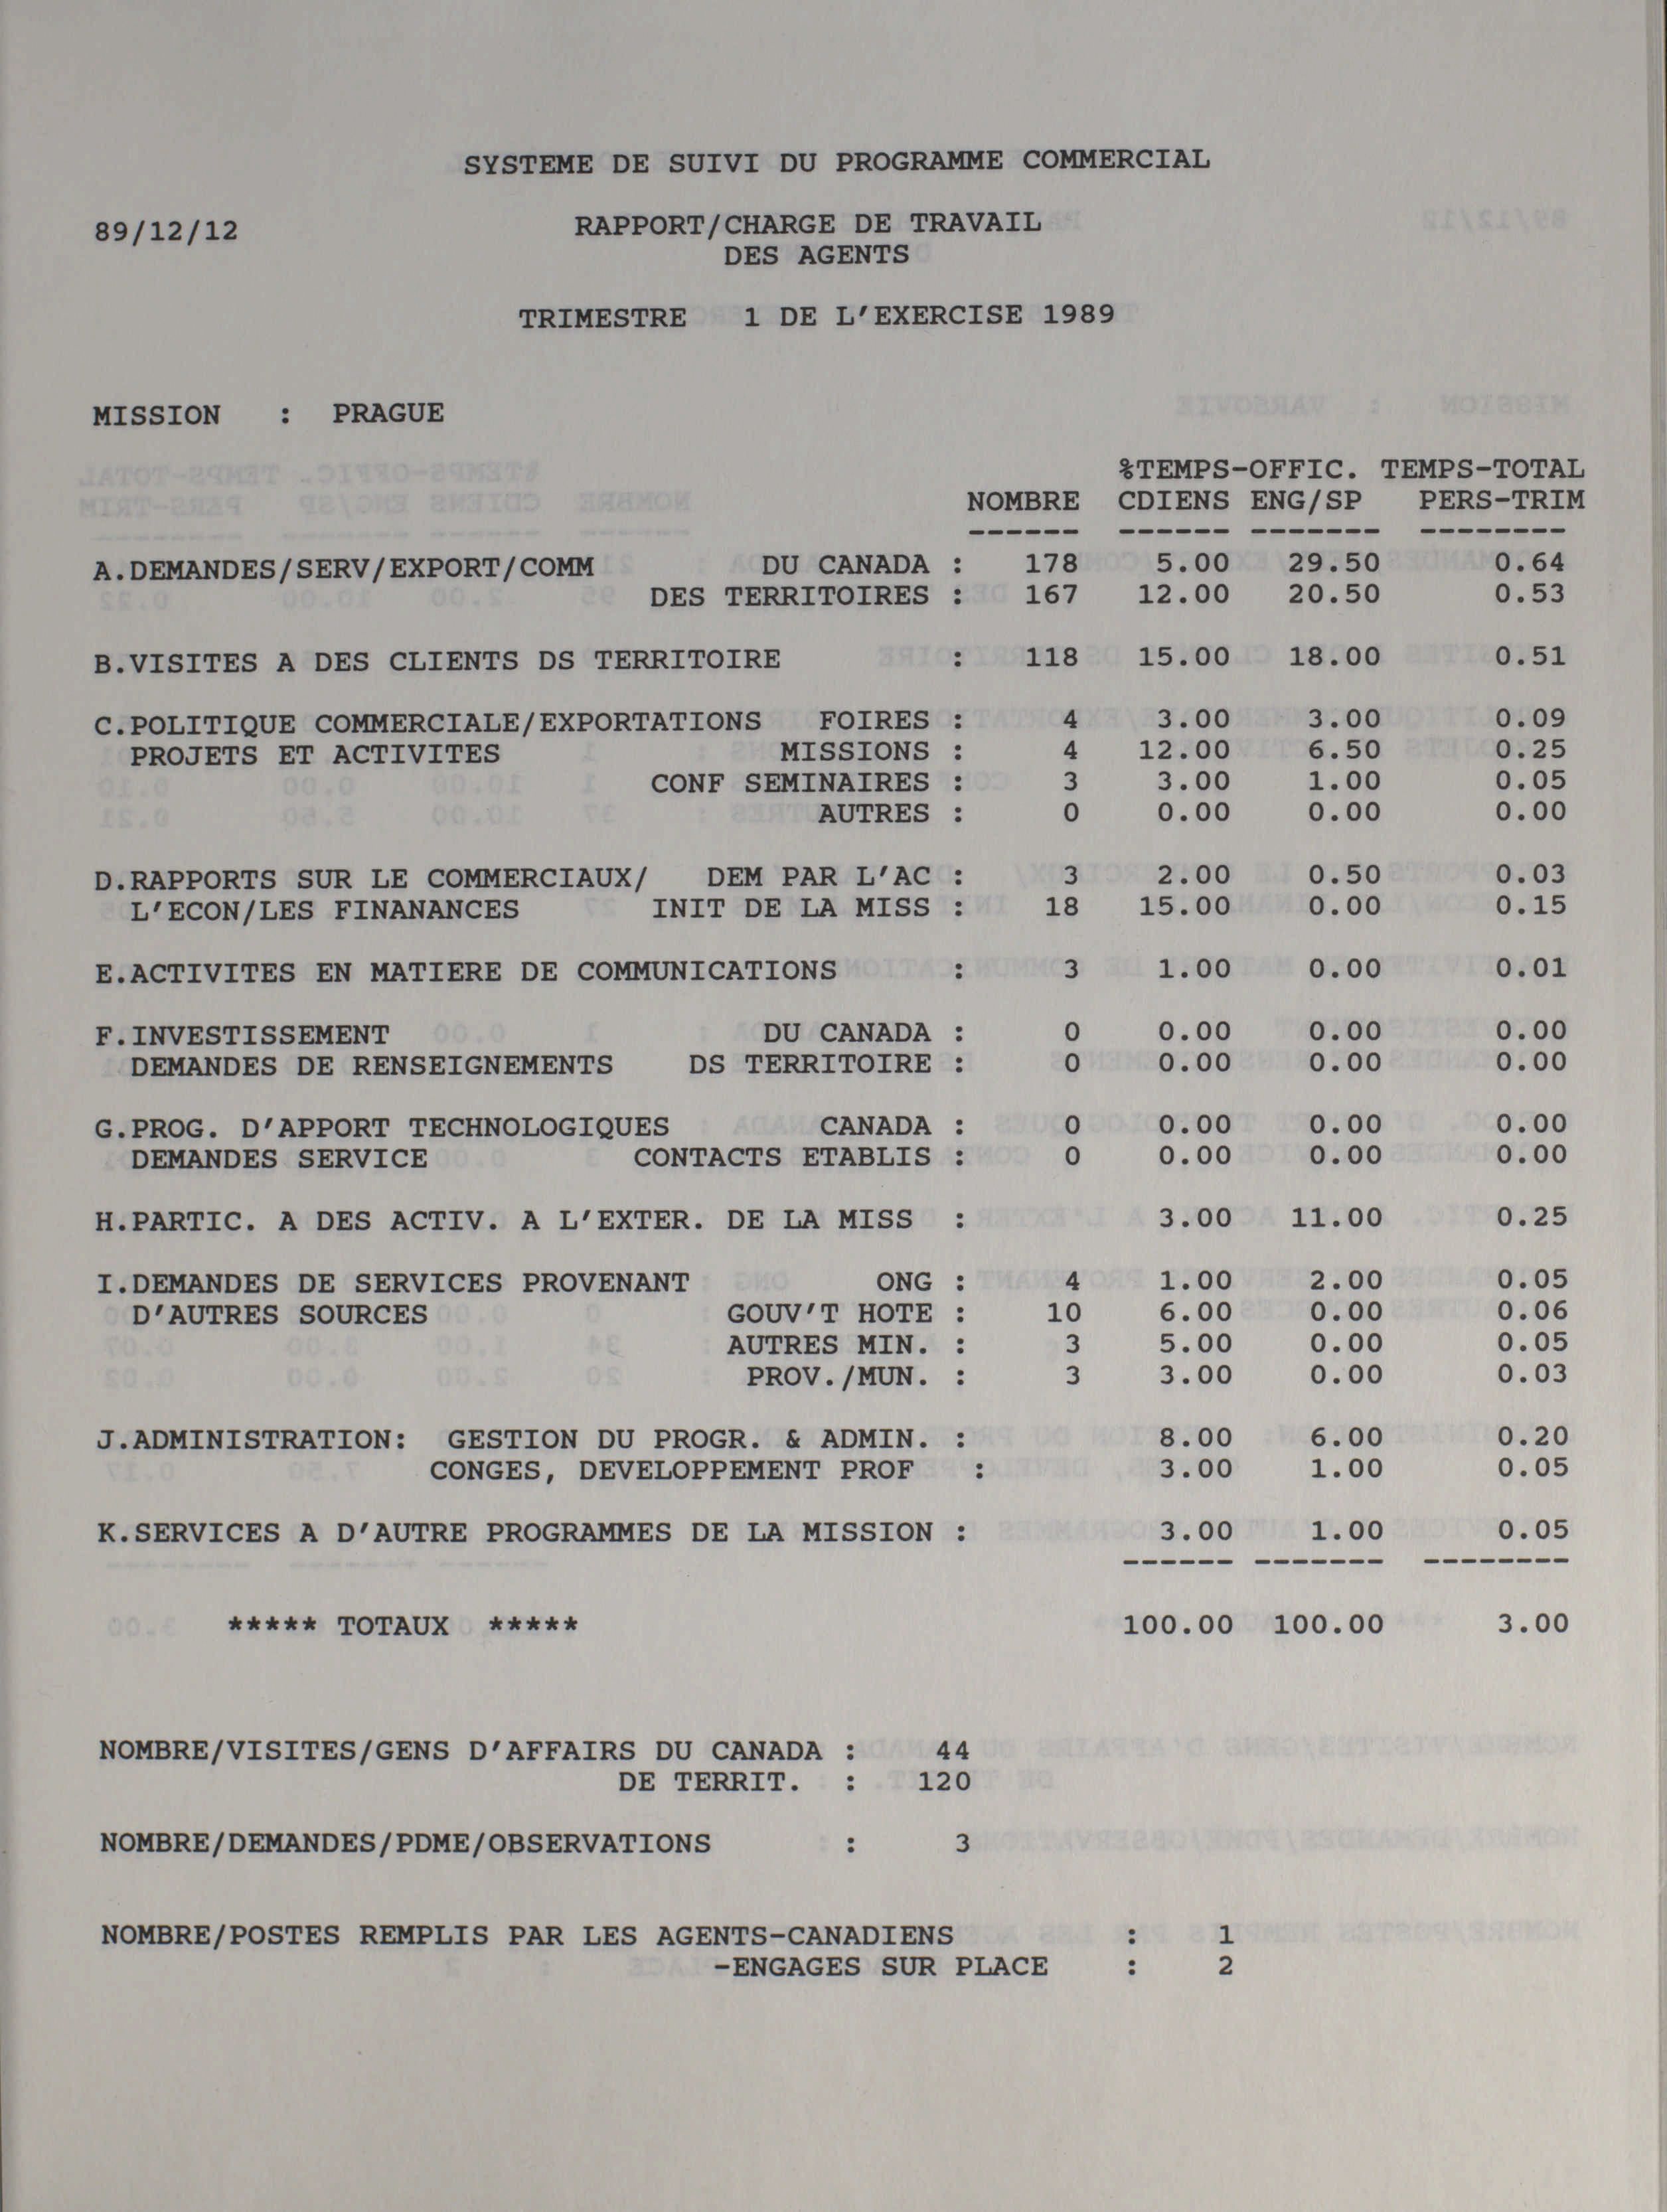 SYSTEME DE SUIVI DU PROGRAMME COMMERCIAL
89/12/12 RAPPORT/CHARGE DE TRAVAIL
DES AGENTS
TRIMESTRE 1 DE L'EXERCISE 1989
MISSION : PRAGUE
%TEMPS-OFFIC. TEMPS-TOTAL
NOMBRE CDIENS ENG/SP PERS-TRIM
------ ------ ------- --------
A.DEMANDES/SERV/EXPORT/COMM DU CANADA : 178 5.00 29.50 0.64
DES TERRITOIRES : 167 12.00 20.50 0.53
B.VISITES A DES CLIENTS DS TERRITOIRE : 118 15.00 18.00 0.51
C.POLITIQUE COMMERCIALE/EXPORTATIONS FOIRES : 4 3.00 3.00 0.09
PROJETS ET ACTIVITES MISSIONS : 4 12.00 6.50 0.25
CONF SEMINAIRES : 3 3.00 1.00 0.05
AUTRES : 0 0.00 0.00 0.00
D.RAPPORTS SUR LE COMMERCIAUX/ DEM PAR L'AC : 3 2.00 0.50 0.03
L'ECON/LES FINANANCES INIT DE LA MISS : 18 15.00 0.00 0.15
E.ACTIVITES EN MATIERE DE COMMUNICATIONS : 3 1.00 0.00 0.01
F.INVESTISSEMENT DU CANADA : 0 0.00 0.00 0.00
DEMANDES DE RENSEIGNEMENTS DS TERRITOIRE : 0 0.00 0.00 0.00
G.PROG. D'APPORT TECHNOLOGIQUES CANADA : 0 0.00 0.00 0.00
DEMANDES SERVICE CONTACTS ETABLIS : 0 0.00 0.00 0.00
H.PARTIC. A DES ACTIV. A L'EXTER. DE LA MISS : 3.00 11.00 0.25
I.DEMANDES DE SERVICES PROVENANT ONG : 4 1.00 2.00 0.05
D'AUTRES SOURCES GOUV'T HOTE : 10 6.00 0.00 0.06
AUTRES MIN. : 3 5.00 0.00 0.05
PROV./MUN. : 3 3.00 0.00 0.03
J.ADMINISTRATION: GESTION DU PROGR. & ADMIN. : 8.00 6.00 0.20
CONGES, DEVELOPPEMENT PROF : 3.00 1.00 0.05
K.SERVICES A D'AUTRE PROGRAMMES DE LA MISSION : 3.00 1.00 0.05
------ ------- --------
***** TOTAUX ***** 100.00 100.00 3.00
NOMBRE/VISITES/GENS D'AFFAIRS DU CANADA : 44
DE TERRIT. : 120
NOMBRE/DEMANDES/PDME/OBSERVATIONS : 3
NOMBRE/POSTES REMPLIS PAR LES AGENTS-CANADIENS : 1
-ENGAGES SUR PLACE : 2